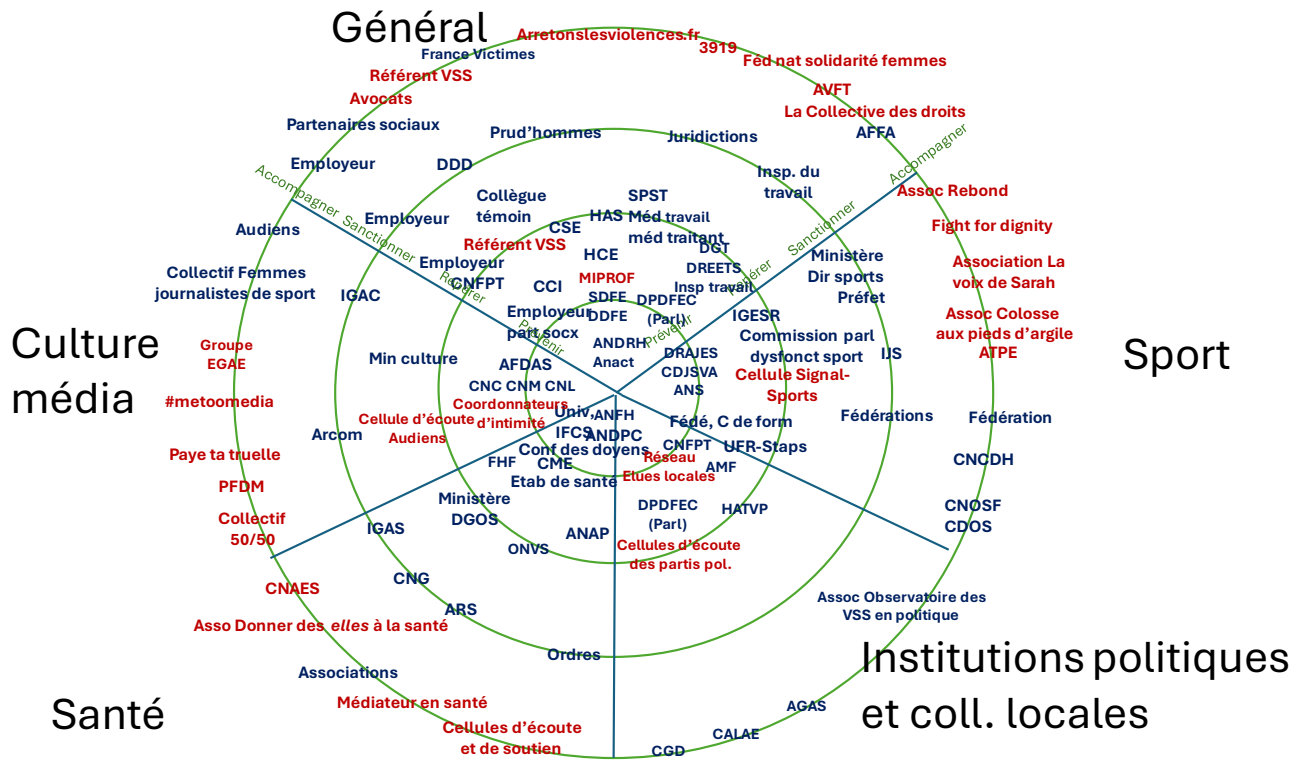 Général
Arretonslesviolences.fr
3919
France Victimes
Féd nat solidarité femmes
Référent VSS
AVFT
Avocats
La Collective des droits
Partenaires sociaux
Prud’hommes
Juridictions
AFFA
Employeur
DDD
Insp. du
travail
Accompagner
Accompagner
Collègue
témoin
SPST
HAS
Méd travail
méd traitant
Assoc Rebond
Employeur
CSE
Sanctionner
Sanctionner
Audiens
Référent VSS
HCE
DGT
Fight for dignity
Employeur
MIPROF
DREETS
Insp travail
Repérer
Repérer
CNFPT
CCI
SDFE
DDFE
DPDFEC
(Parl)
Employeur
part socx
Prévenir
Prévenir
ANDRH
Anact
Culture
média
Collectif Femmes
journalistes de sport
IGAC
Groupe
EGAE
Min culture
AFDAS
CNC CNM CNL
#metoomedia
Coordonnateurs
d’intimité
Cellule d’écoute
Audiens
Arcom
Paye ta truelle
PFDM
Collectif
50/50
Sport
Ministère
Dir sports
Préfet
Association La
voix de Sarah
IGESR
Assoc Colosse
aux pieds d’argile
ATPE
Commission parl
dysfonct sport
IJS
DRAJES
CDJSVA
ANS
Cellule Signal-
Sports
Fédérations
Fédération
Fédé, C de form
UFR-Staps
CNCDH
CNOSF
CDOS
Santé
Univ,
IFCS
ANFH
ANDPC
Conf des doyens
FHF
CME
Etab de santé
Ministère
DGOS
ANAP
ONVS
IGAS
CNG
ARS
Ordres
CNAES
Asso Donner des elles à la santé
Associations
Médiateur en santé
Cellules d’écoute
et de soutien
Institutions politiques
et coll. locales
CNFPT
Réseau
Elues locales
AMF
DPDFEC
(Parl)
HATVP
Cellules d’écoute
des partis pol.
Assoc Observatoire des
VSS en politique
AGAS
CALAE
CGD